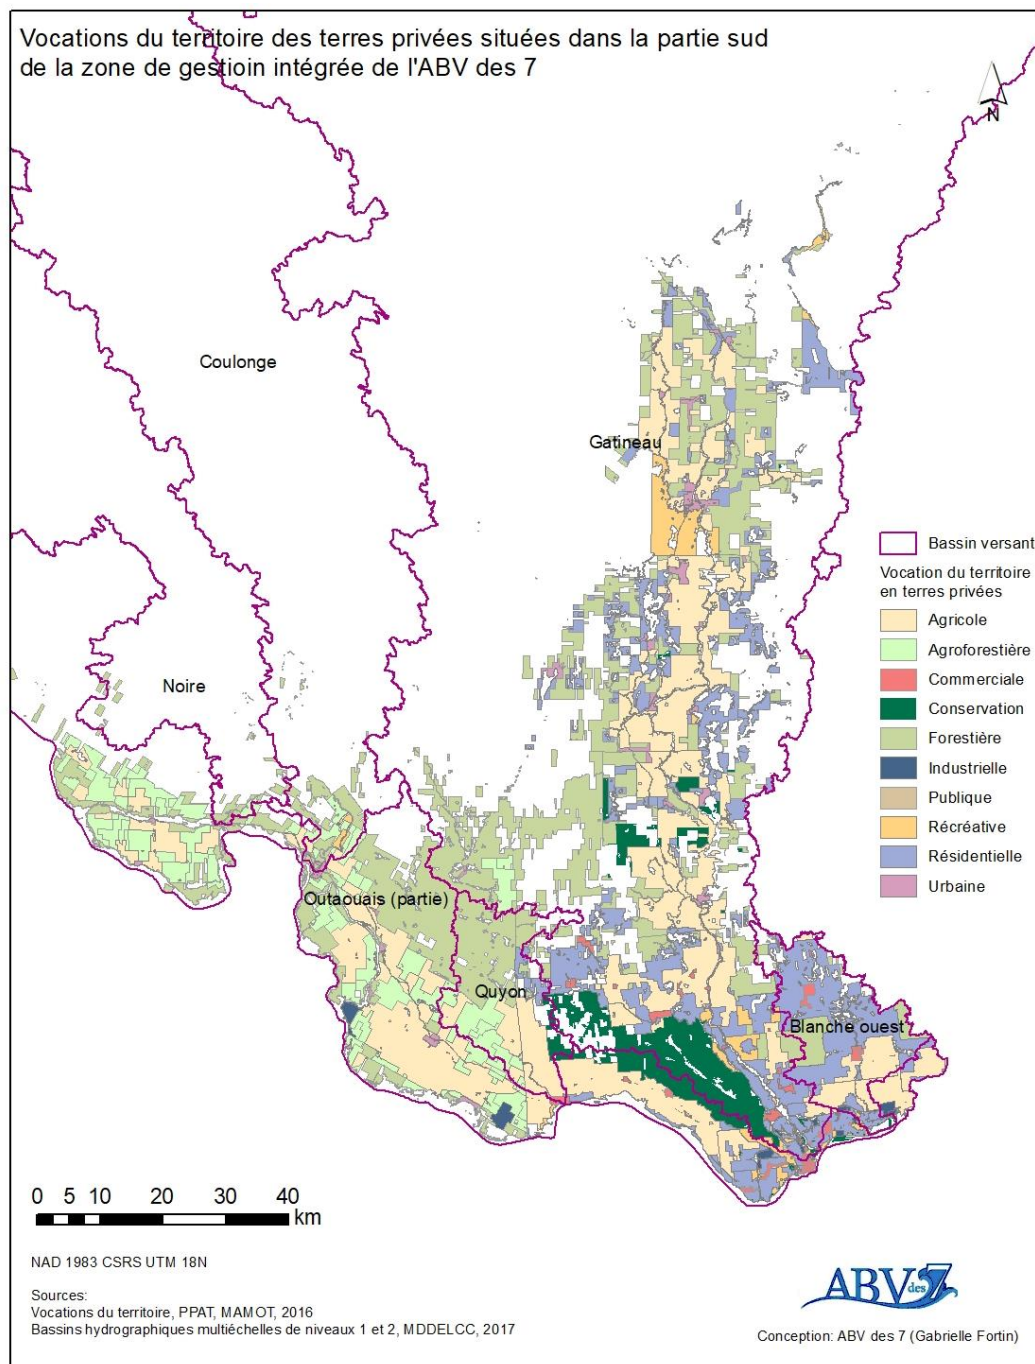 Vocations du territoire des terres privées situées dans la partie sud
de la zone de gestioin intégrée de l'ABV des 7
N
Coulonge
Gatineau
Noire
Outaouais (partie)
Quyon
Blanche ouest
Bassin versant
Vocation du territoire
en terres privées
Agricole
Agroforestière
Commerciale
Conservation
Forestière
Industrielle
Publique
Récréative
Résidentielle
Urbaine
0 5 10 20 30 40
km
NAD 1983 CSRS UTM 18N
Sources:
Vocations du territoire, PPAT, MAMOT, 2016
Bassins hydrographiques multiéchelles de niveaux 1 et 2, MDDELCC, 2017
ABV des 7
Conception: ABV des 7 (Gabrielle Fortin)